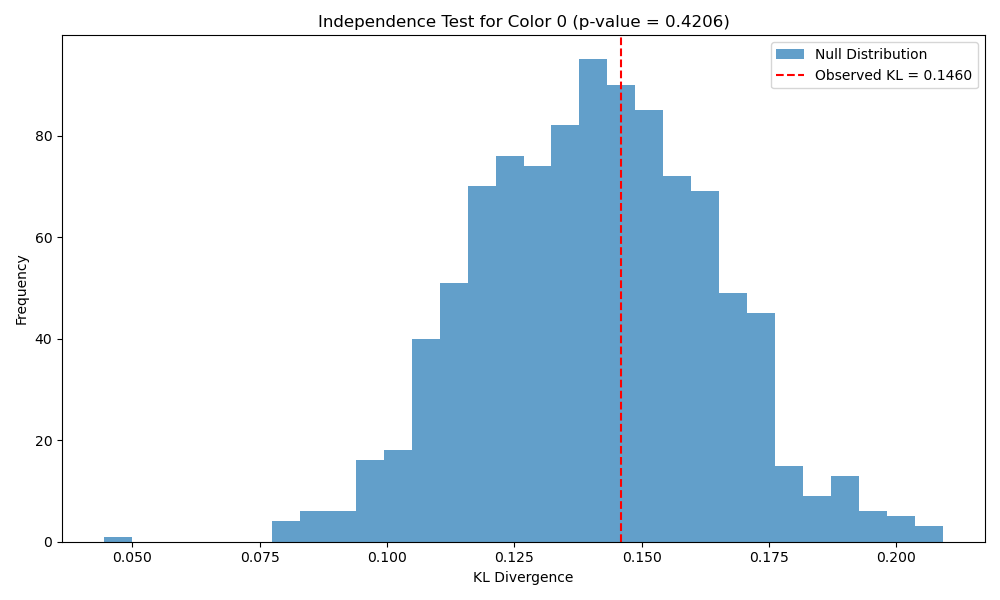 Independence Test for Color 0 (p-value = 0.4206)
Null Distribution
Observed KL = 0.1460
Frequency
80
60
40
20
0
0.050 0.075 0.100 0.125 0.150 0.175 0.200
KL Divergence